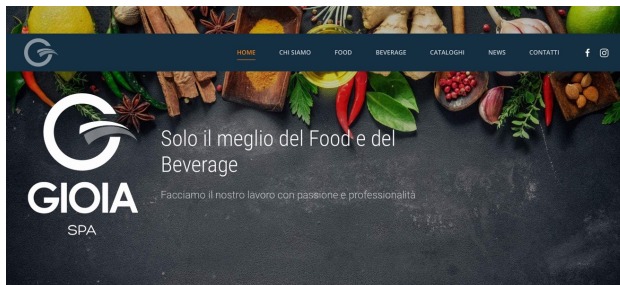 HOME CHI SIAMO FOOD BEVERAGE CATALOGHI NEWS CONTATTI
Solo il meglio del Food e del
Beverage
Facciamo il nostro lavoro con passione e professionalità
GIOIA
SPA